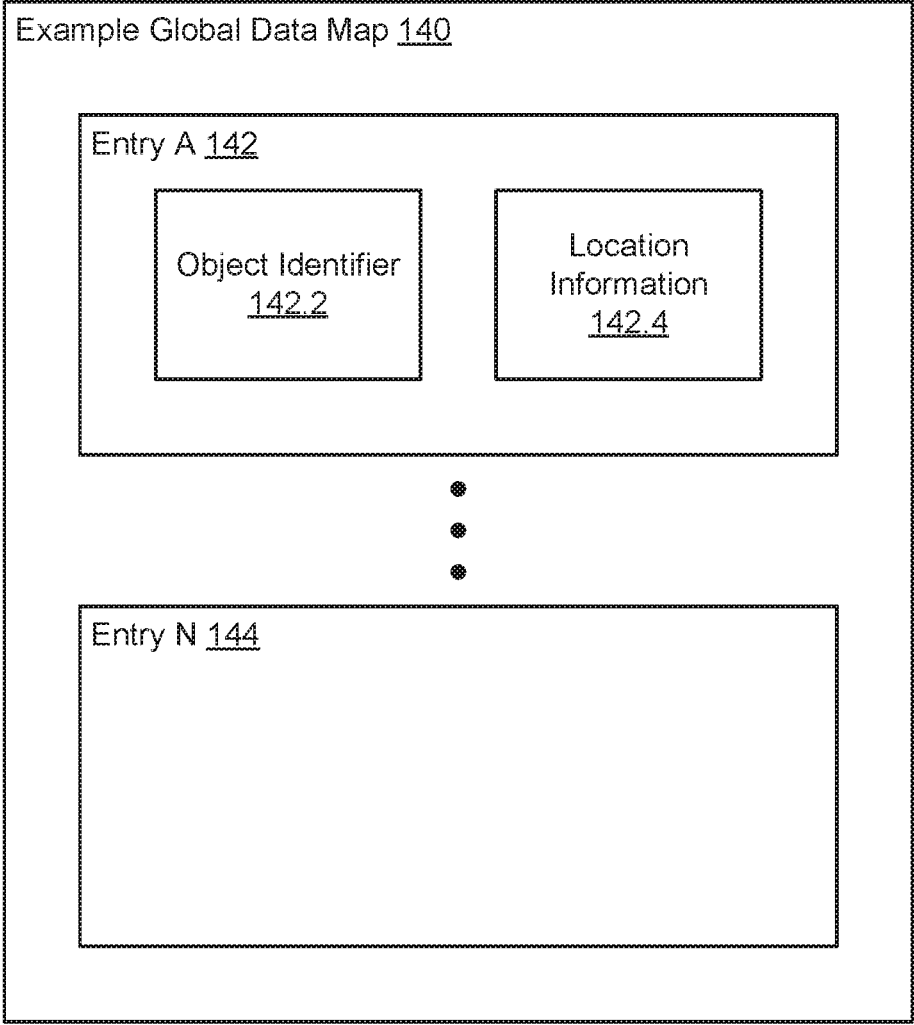 Example Global Data Map 140
Entry A 142
Object Identifier
142.2
Location
Information
142.4
Entry N 144